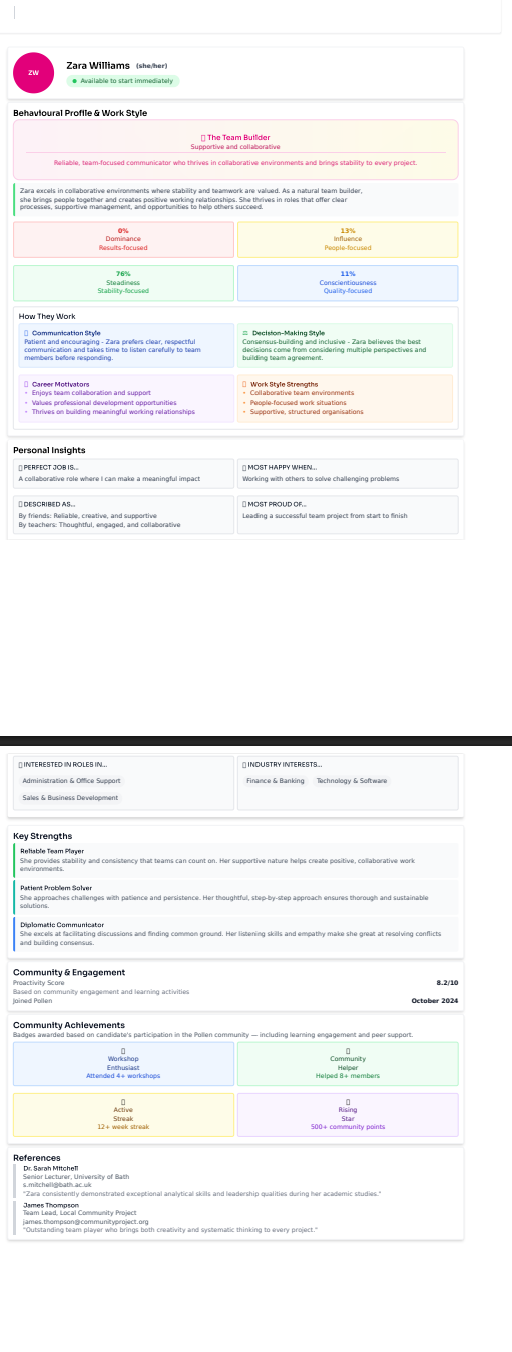 ZW
Zara Williams (she/her)
Available to start immediately
Behavioural Profile & Work Style
The Team Builder
Supportive and collaborative
Reliable, team-focused communicator who thrives in collaborative environments and brings stability to every project.
Zara excels in collaborative environments where stability and teamwork are valued. As a natural team builder,
she brings people together and creates positive working relationships. She thrives in roles that offer clear
processes, supportive management, and opportunities to help others succeed.
0%
Dominance
Results-focused
13%
Influence
People-focused
76%
Steadiness
Stability-focused
11%
Conscientiousness
Quality-focused
How They Work
Communication Style
Patient and encouraging - Zara prefers clear, respectful
communication and takes time to listen carefully to team
members before responding.
Decision-Making Style
Consensus-building and inclusive - Zara believes the best
decisions come from considering multiple perspectives and
building team agreement.
Career Motivators
• Enjoys team collaboration and support
• Values professional development opportunities
• Thrives on building meaningful working relationships
Work Style Strengths
• Collaborative team environments
• People-focused work situations
• Supportive, structured organisations
Personal Insights
PERFECT JOB IS...
A collaborative role where I can make a meaningful impact
MOST HAPPY WHEN...
Working with others to solve challenging problems
DESCRIBED AS...
By friends: Reliable, creative, and supportive
By teachers: Thoughtful, engaged, and collaborative
MOST PROUD OF...
Leading a successful team project from start to finish
INTERESTED IN ROLES IN...
Administration & Office Support
Sales & Business Development
INDUSTRY INTERESTS...
Finance & Banking Technology & Software
Key Strengths
Reliable Team Player
She provides stability and consistency that teams can count on. Her supportive nature helps create positive, collaborative work
environments.
Patient Problem Solver
She approaches challenges with patience and persistence. Her thoughtful, step-by-step approach ensures thorough and sustainable
solutions.
Diplomatic Communicator
She excels at facilitating discussions and finding common ground. Her listening skills and empathy make she great at resolving conflicts
and building consensus.
Community & Engagement
Proactivity Score 8.2/10
Based on community engagement and learning activities
Joined Pollen October 2024
Community Achievements
Badges awarded based on candidate's participation in the Pollen community — including learning engagement and peer support.
Workshop
Enthusiast
Attended 4+ workshops
Community
Helper
Helped 8+ members
Active
Streak
12+ week streak
Rising
Star
500+ community points
References
Dr. Sarah Mitchell
Senior Lecturer, University of Bath
s.mitchell@bath.ac.uk
"Zara consistently demonstrated exceptional analytical skills and leadership qualities during her academic studies."
James Thompson
Team Lead, Local Community Project
james.thompson@communityproject.org
"Outstanding team player who brings both creativity and systematic thinking to every project."